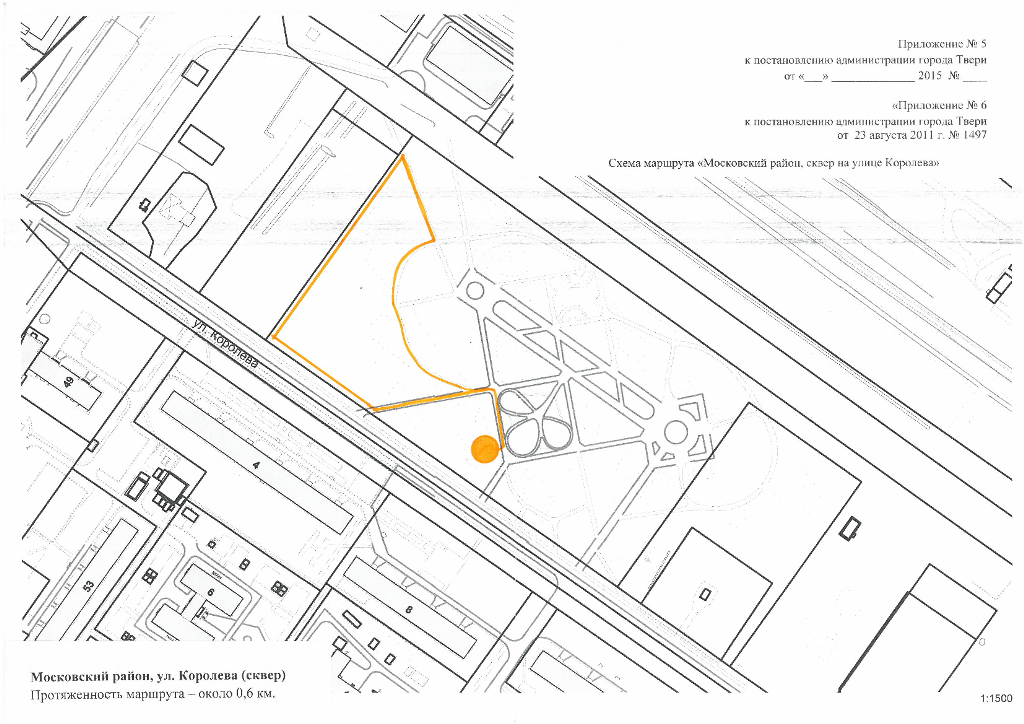 Приложение № 5
к постановлению администрации города Твери
от «___» ______________ 2015 № ____
«Приложение № 6
к постановлению администрации города Твери
от 23 августа 2011 г. № 1497
Схема маршрута «Московский район, сквер на улице Королева»
ул. Королева
49
4
53
6
8
Московский район, ул. Королева (сквер)
Протяженность маршрута – около 0,6 км.
1:1500